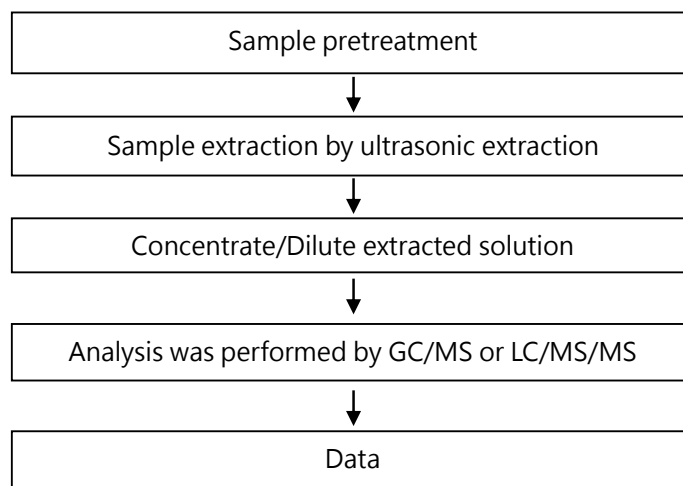 Sample pretreatment
Sample extraction by ultrasonic extraction
Concentrate/Dilute extracted solution
Analysis was performed by GC/MS or LC/MS/MS
Data